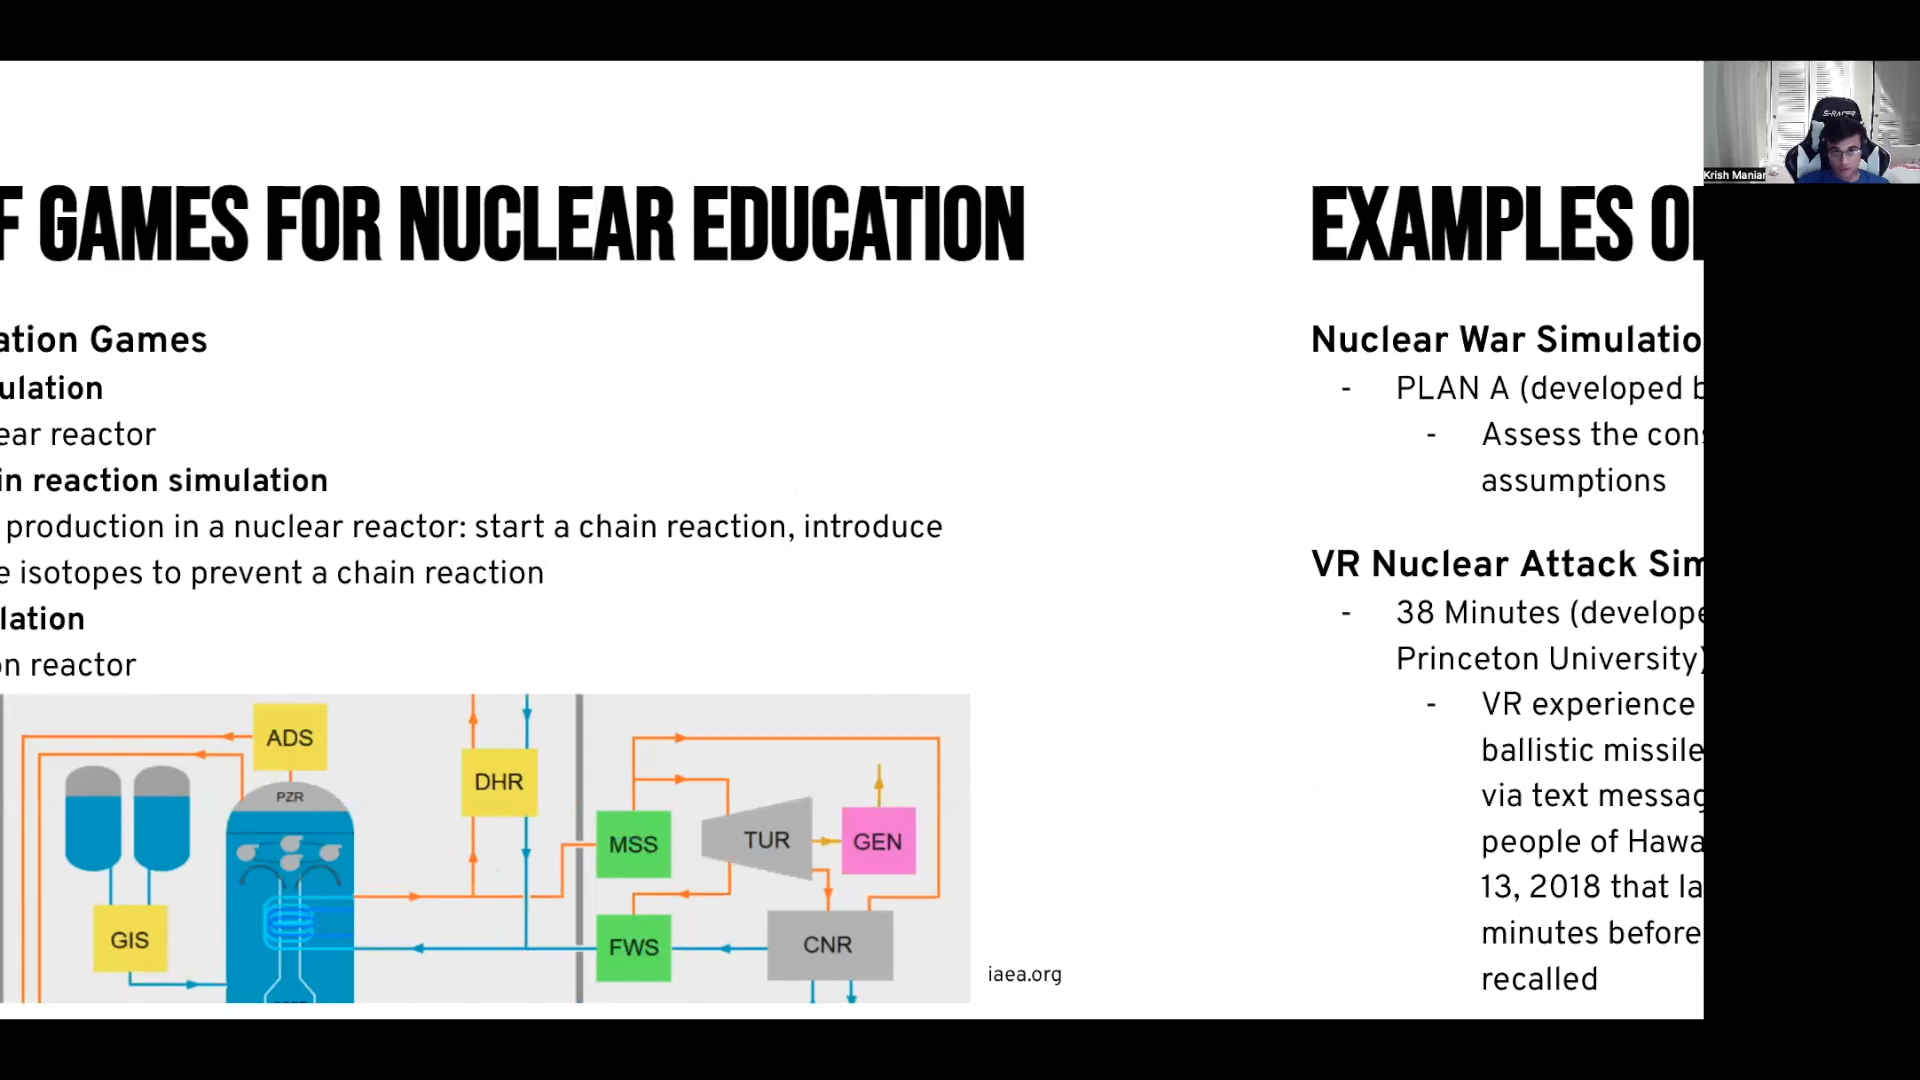 F GAMES FOR NUCLEAR EDUCATION
ation Games
ulation
ear reactor
in reaction simulation
production in a nuclear reactor: start a chain reaction, introduce
e isotopes to prevent a chain reaction
lation
on reactor
ADS
PZR
DHR
GIS
MSS
TUR
GEN
FWS
CNR
iaea.org
EXAMPLES O
Nuclear War Simulatio
- PLAN A (developed b
- Assess the con
assumptions
VR Nuclear Attack Sim
- 38 Minutes (develope
Princeton University)
- VR experience
ballistic missile
via text messag
people of Hawa
13, 2018 that la
minutes before
recalled
S-RACER
Krish Maniar